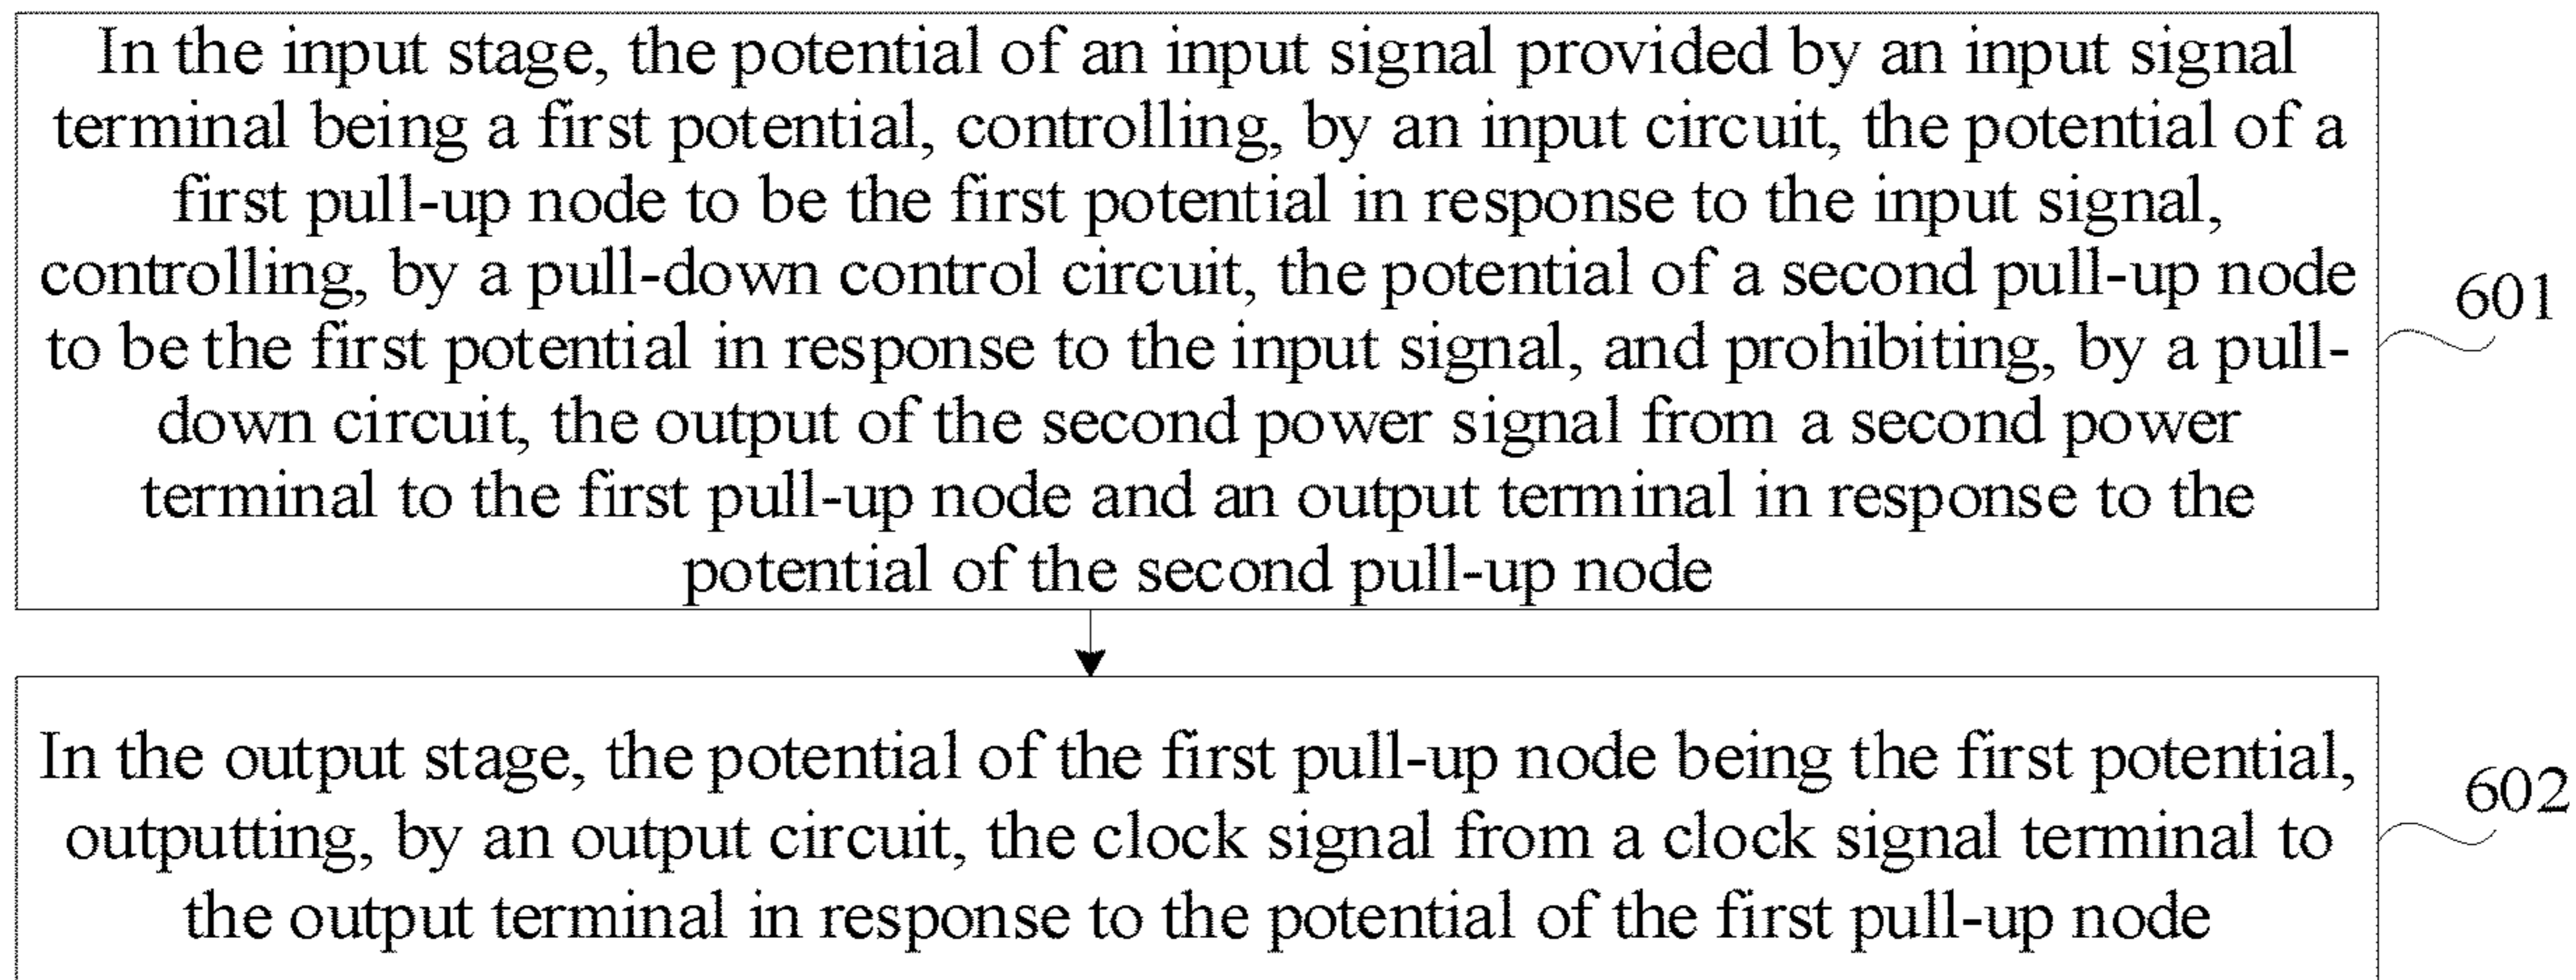 In the input stage, the potential of an input signal provided by an input signal
terminal being a first potential, controlling, by an input circuit, the potential of a
first pull-up node to be the first potential in response to the input signal,
controlling, by a pull-down control circuit, the potential of a second pull-up node
to be the first potential in response to the input signal, and prohibiting, by a pull-
down circuit, the output of the second power signal from a second power
terminal to the first pull-up node and an output terminal in response to the
potential of the second pull-up node
601
In the output stage, the potential of the first pull-up node being the first potential,
outputting, by an output circuit, the clock signal from a clock signal terminal to
the output terminal in response to the potential of the first pull-up node
602